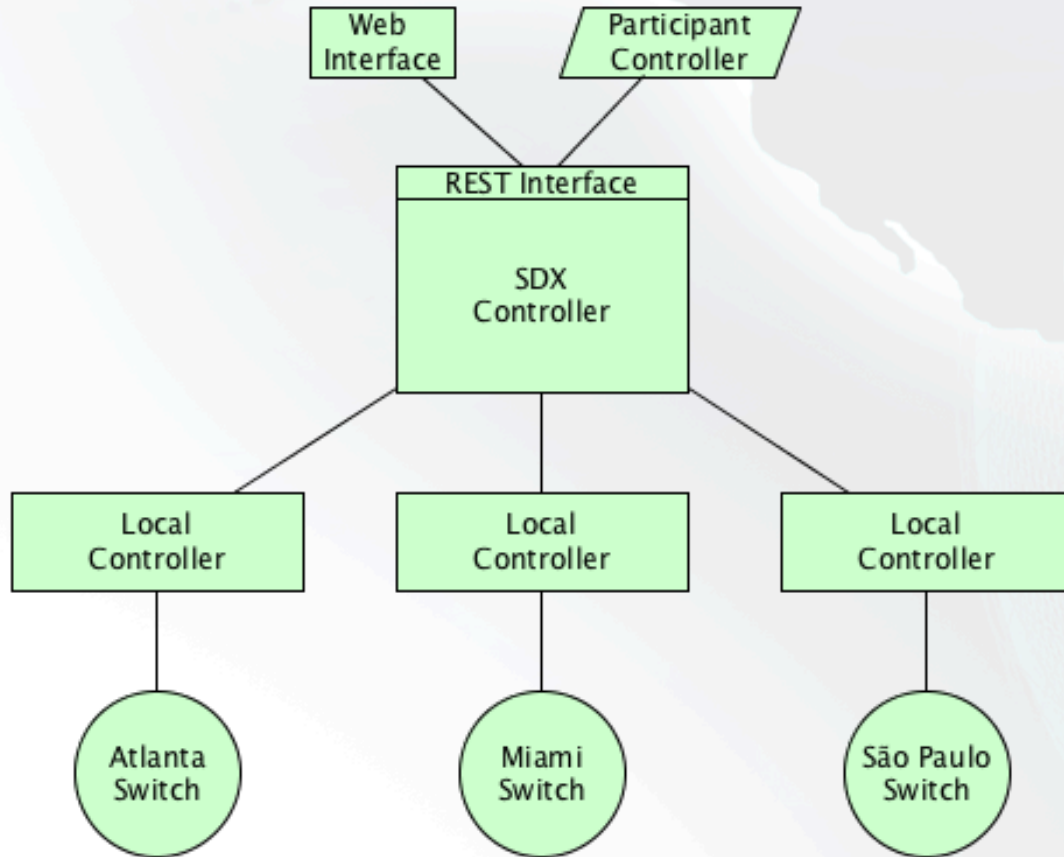 Web
Interface
Participant
Controller
REST Interface
SDX
Controller
Local
Controller
Local
Controller
Local
Controller
Atlanta
Switch
Miami
Switch
São Paulo
Switch